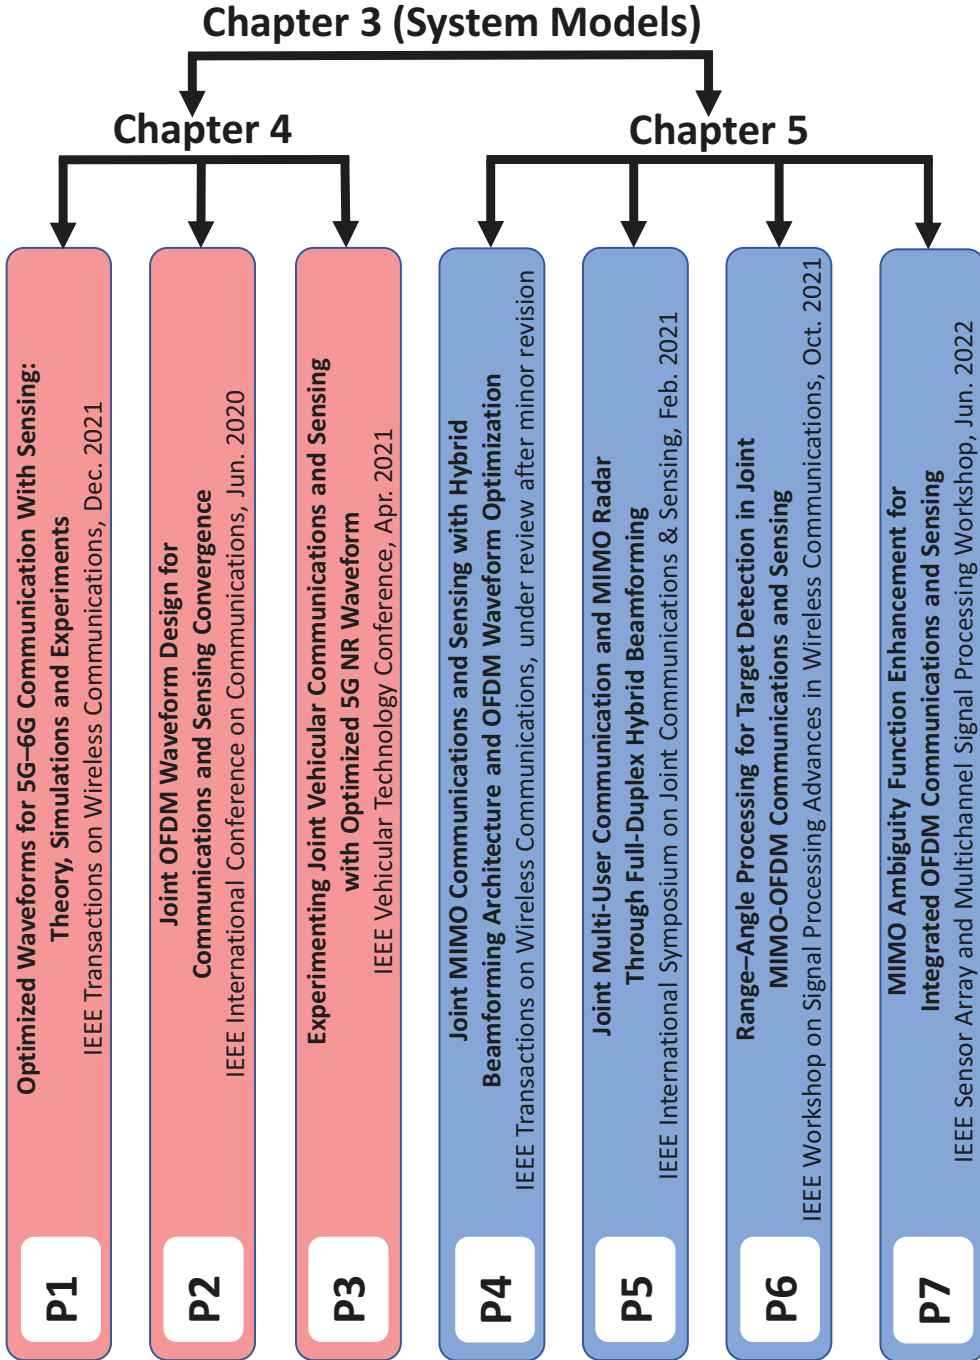 Chapter 3 (System Models)
Chapter 4
Chapter 5
Optimized Waveforms for 5G–6G Communication With Sensing:
Theory, Simulations and Experiments
IEEE Transactions on Wireless Communications, Dec. 2021
P1
Joint OFDM Waveform Design for
Communications and Sensing Convergence
IEEE International Conference on Communications, Jun. 2020
P2
Experimenting Joint Vehicular Communications and Sensing
with Optimized 5G NR Waveform
IEEE Vehicular Technology Conference, Apr. 2021
P3
Joint MIMO Communications and Sensing with Hybrid
Beamforming Architecture and OFDM Waveform Optimization
IEEE Transactions on Wireless Communications, under review after minor revision
P4
Joint Multi-User Communication and MIMO Radar
Through Full-Duplex Hybrid Beamforming
IEEE International Symposium on Joint Communications & Sensing, Feb. 2021
P5
Range–Angle Processing for Target Detection in Joint
MIMO-OFDM Communications and Sensing
IEEE Workshop on Signal Processing Advances in Wireless Communications, Oct. 2021
P6
MIMO Ambiguity Function Enhancement for
Integrated OFDM Communications and Sensing
IEEE Sensor Array and Multichannel Signal Processing Workshop, Jun. 2022
P7